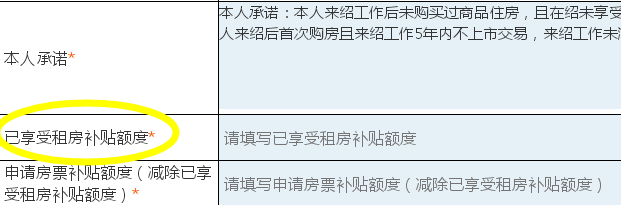 本人承诺：本人来绍工作后未购买过商品住房，且在绍未享受
人来绍后首次购房且来绍工作5年内不上市交易，来绍工作未
本人承诺*
已享受租房补贴额度*
请填写已享受租房补贴额度
申请房票补贴额度（减除已享
受租房补贴额度）*
请填写申请房票补贴额度（减除已享受租房补贴额度）